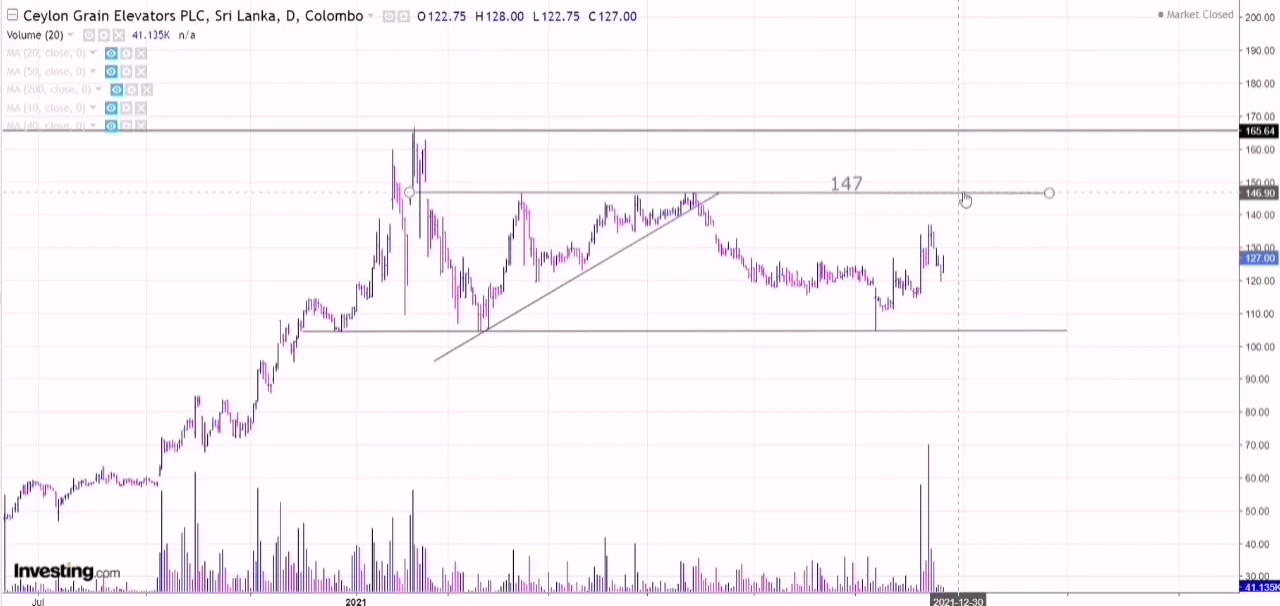 Ceylon Grain Elevators PLC, Sri Lanka, D, Colombo O122.75 H128.00 L122.75 C127.00
Market Closed
Volume (20) 41.135K n/a
MA (20, close, 0)
MA (50, close, 0)
MA (200, close, 0)
MA (10, close, 0)
MA (40, close, 0)
200.00
190.00
180.00
170.00
165.64
160.00
150.00
147
146.90
140.00
130.00
127.00
120.00
110.00
100.00
90.00
80.00
70.00
60.00
50.00
40.00
30.00
41.135K
Investing.com
Jul 2021 2021-12-30